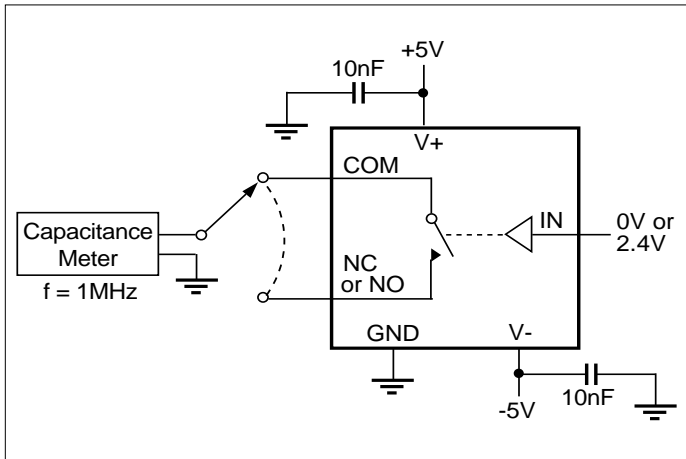 +5V
10nF
V+
COM
IN
0V or
2.4V
Capacitance
Meter
f = 1MHz
NC
or NO
GND
V-
-5V
10nF